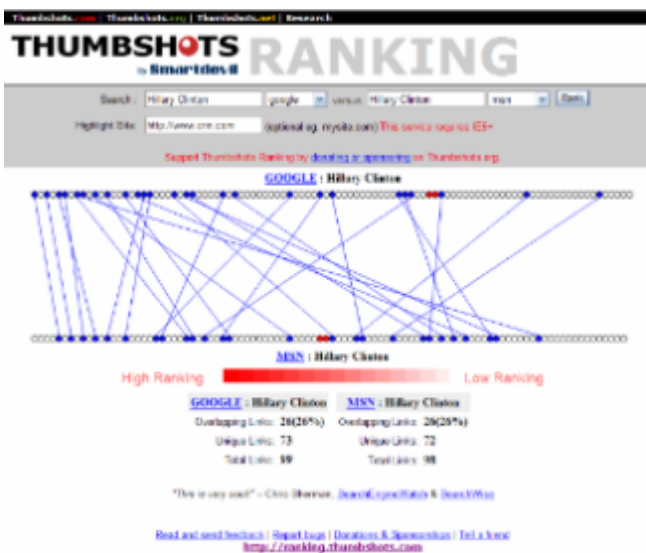 Thumbshots.com | Thumbshots.org | Thumbshots.net | Research
THUMBSHOTS RANKING
by Smartdevil
Search: Hillary Clinton google versus Hillary Clinton msn Rank
Highlight Site: http://www.cnn.com (optional eg. mysite.com) This service requires IE5+
Support Thumbshots Ranking by donating or sponsoring on Thumbshots.org
GOOGLE : Hillary Clinton
MSN : Hillary Clinton
High Ranking Low Ranking
GOOGLE : Hillary Clinton MSN : Hillary Clinton
Overlapping Links: 26(26%) Overlapping Links: 26(26%)
Unique Links: 73 Unique Links: 72
Total Links: 99 Total Links: 98
"This is very cool!" – Chris Sherman, SearchEngineWatch & SearchWise
Read and send feedback | Report bugs | Donations & Sponsorships | Tell a friend
http://ranking.thumbshots.com